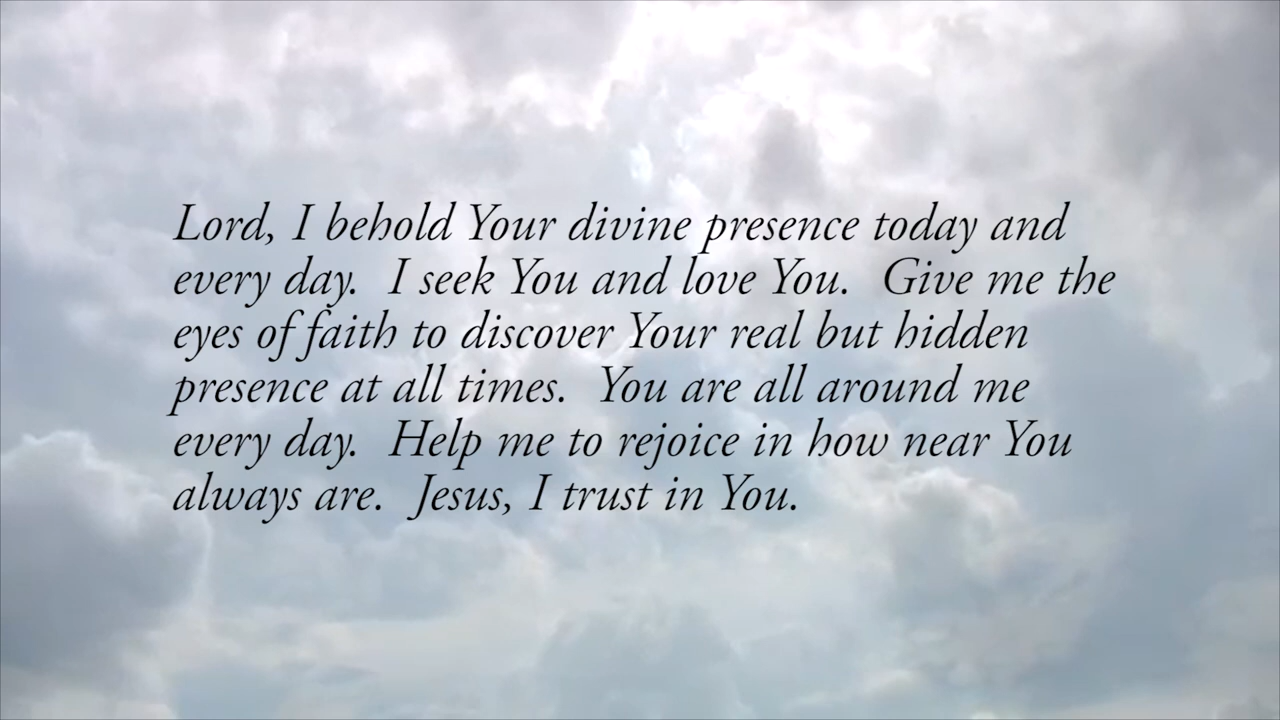 Lord, I behold Your divine presence today and
every day.  I seek You and love You.  Give me the
eyes of faith to discover Your real but hidden
presence at all times.  You are all around me
every day.  Help me to rejoice in how near You
always are.  Jesus, I trust in You.